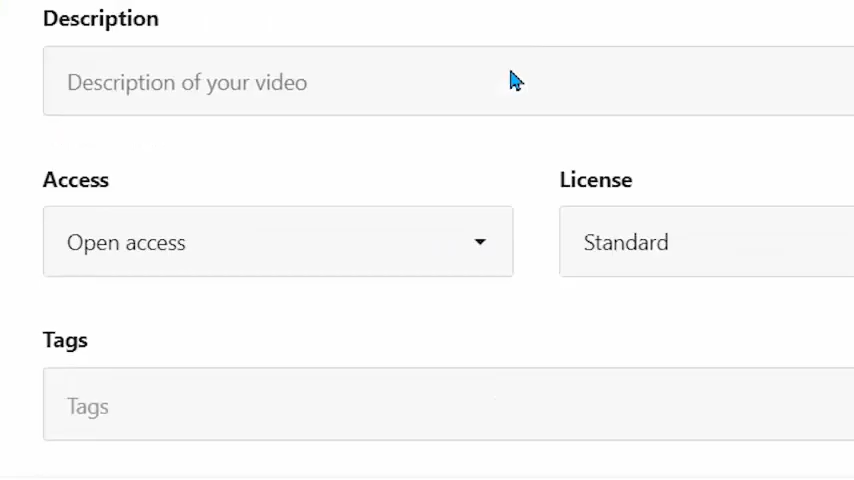 Description
Description of your video
Access
License
Open access
Standard
Tags
Tags